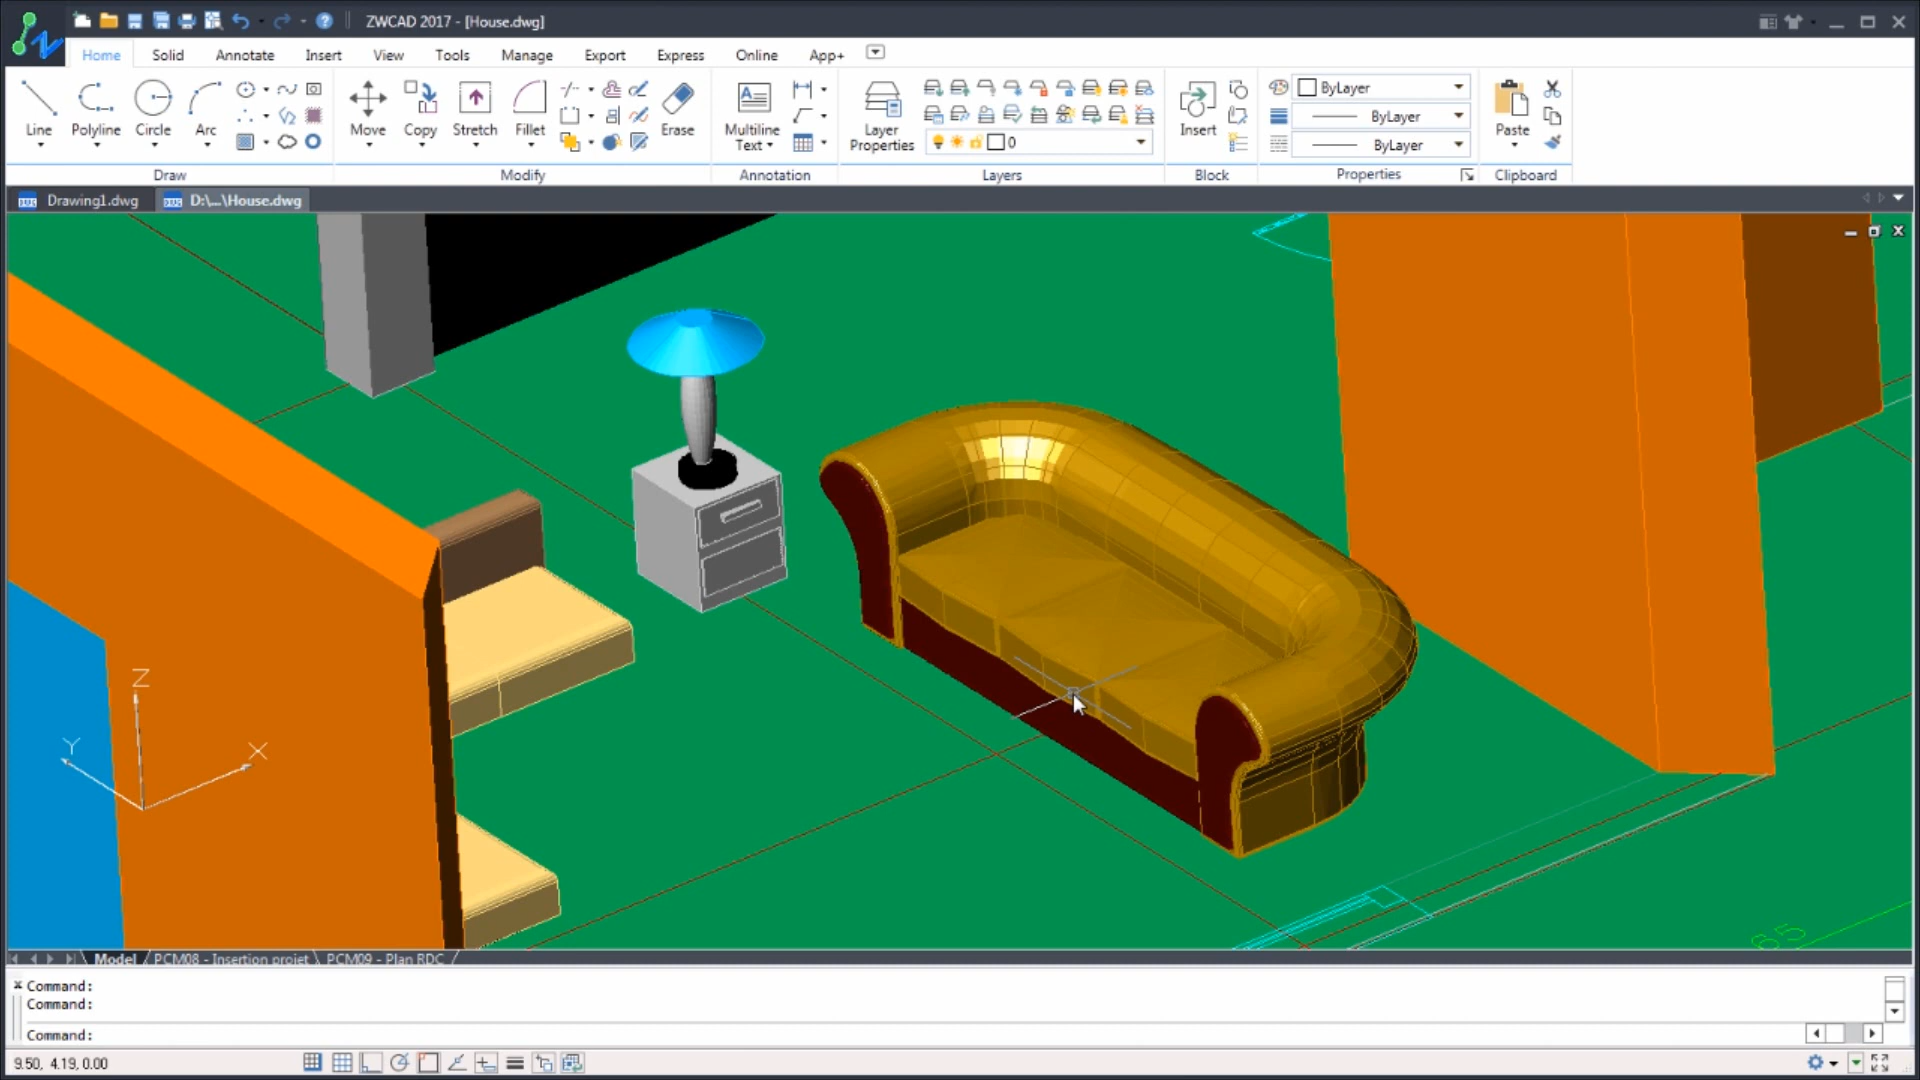 ZWCAD 2017 - [House.dwg]
Home Solid Annotate Insert View Tools Manage Export Express Online App+
Line Polyline Circle Arc Move Copy Stretch Fillet Erase Multiline Text Layer Properties 0 Insert ByLayer ByLayer ByLayer Paste
Draw Modify Annotation Layers Block Properties Clipboard
Drawing1.dwg D:\...\House.dwg
Z
Y
X
65
Model PCM08 - Insertion projet PCM09 - Plan RDC
Command:
Command:
Command:
9.50, 4.19, 0.00